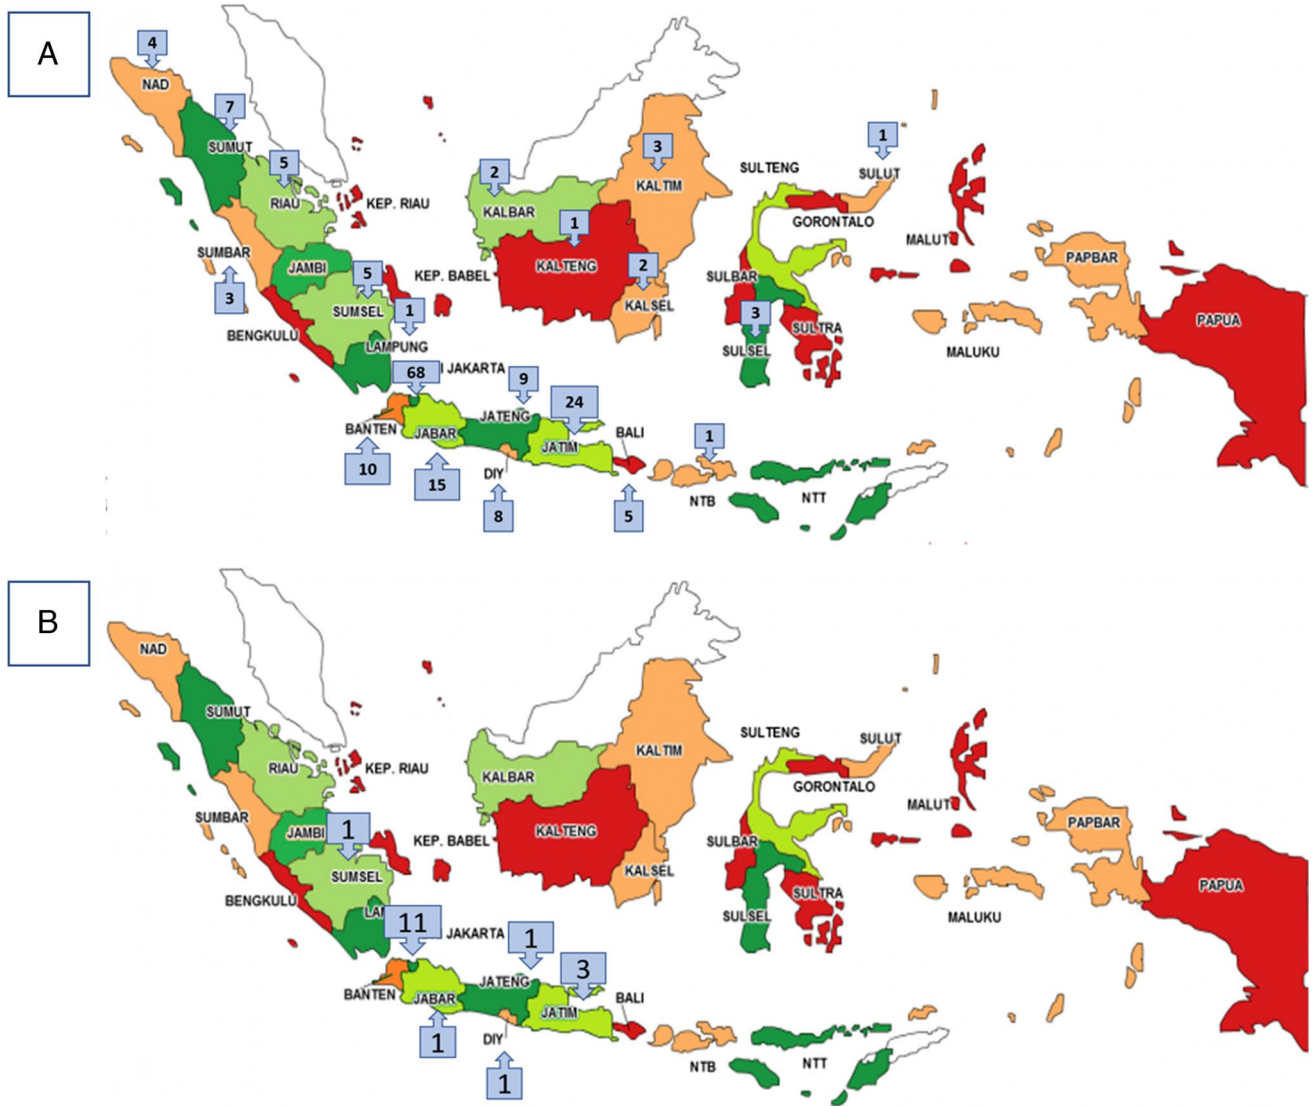 A
4
NAD
7
SUMUT
5
RIAU
KEP. RIAU
SUMBAR
3
JAMBI
5
SUMSEL
KEP. BABEL
1
BENGKULU
LAMPUNG
68
I JAKARTA
BANTEN
10
JABAR
15
9
JATENG
DIY
8
24
JATIM
BALI
5
1
NTB
NTT
2
KALBAR
1
KALTENG
3
KALTIM
2
KALSEL
SULTENG
1
SULUT
GORONTALO
SULBAR
3
SULSEL
SULTRA
MALUT
MALUKU
PAPBAR
PAPUA
B
NAD
SUMUT
RIAU
KEP. RIAU
SUMBAR
JAMBI
1
SUMSEL
KEP. BABEL
BENGKULU
LAI
11
JAKARTA
BANTEN
JABAR
1
1
JATENG
DIY
1
3
JATIM
BALI
NTB
NTT
KALBAR
KALTENG
KALTIM
KALSEL
SULTENG
SULUT
GORONTALO
SULBAR
SULSEL
SULTRA
MALUT
MALUKU
PAPBAR
PAPUA